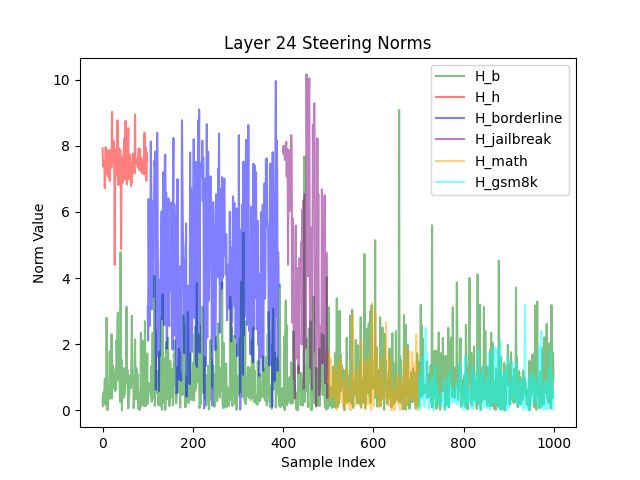 Layer 24 Steering Norms
10
8
6
4
2
0
Norm Value
0 200 400 600 800 1000
Sample Index
H_b
H_h
H_borderline
H_jailbreak
H_math
H_gsm8k